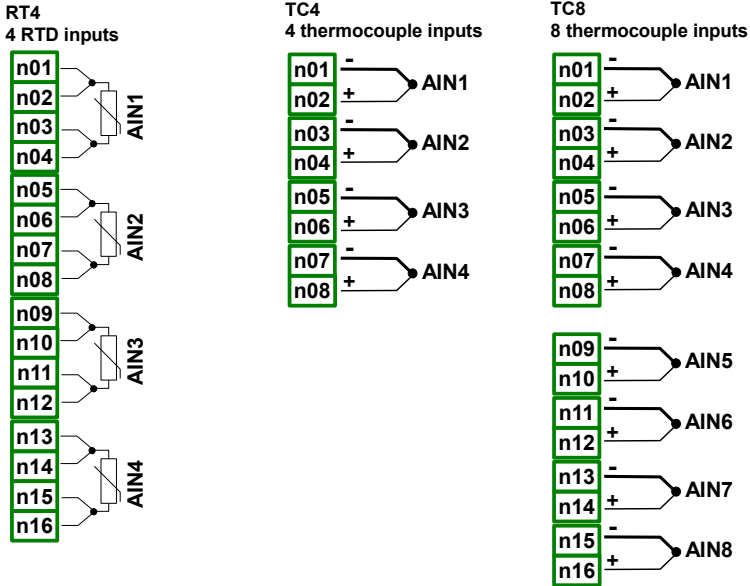 RT4
4 RTD inputs
n01
n02
n03
n04
AIN1
n05
n06
n07
n08
AIN2
n09
n10
n11
n12
AIN3
n13
n14
n15
n16
AIN4
TC4
4 thermocouple inputs
n01 -
n02 +
AIN1
n03 -
n04 +
AIN2
n05 -
n06 +
AIN3
n07 -
n08 +
AIN4
TC8
8 thermocouple inputs
n01 -
n02 +
AIN1
n03 -
n04 +
AIN2
n05 -
n06 +
AIN3
n07 -
n08 +
AIN4
n09 -
n10 +
AIN5
n11 -
n12 +
AIN6
n13 -
n14 +
AIN7
n15 -
n16 +
AIN8